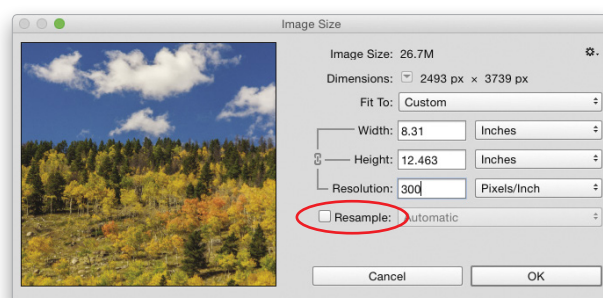 Image Size
Image Size: 26.7M
Dimensions: 2493 px × 3739 px
Fit To: Custom
Width: 8.31 Inches
Height: 12.463 Inches
Resolution: 300 Pixels/Inch
Resample: Automatic
Cancel OK